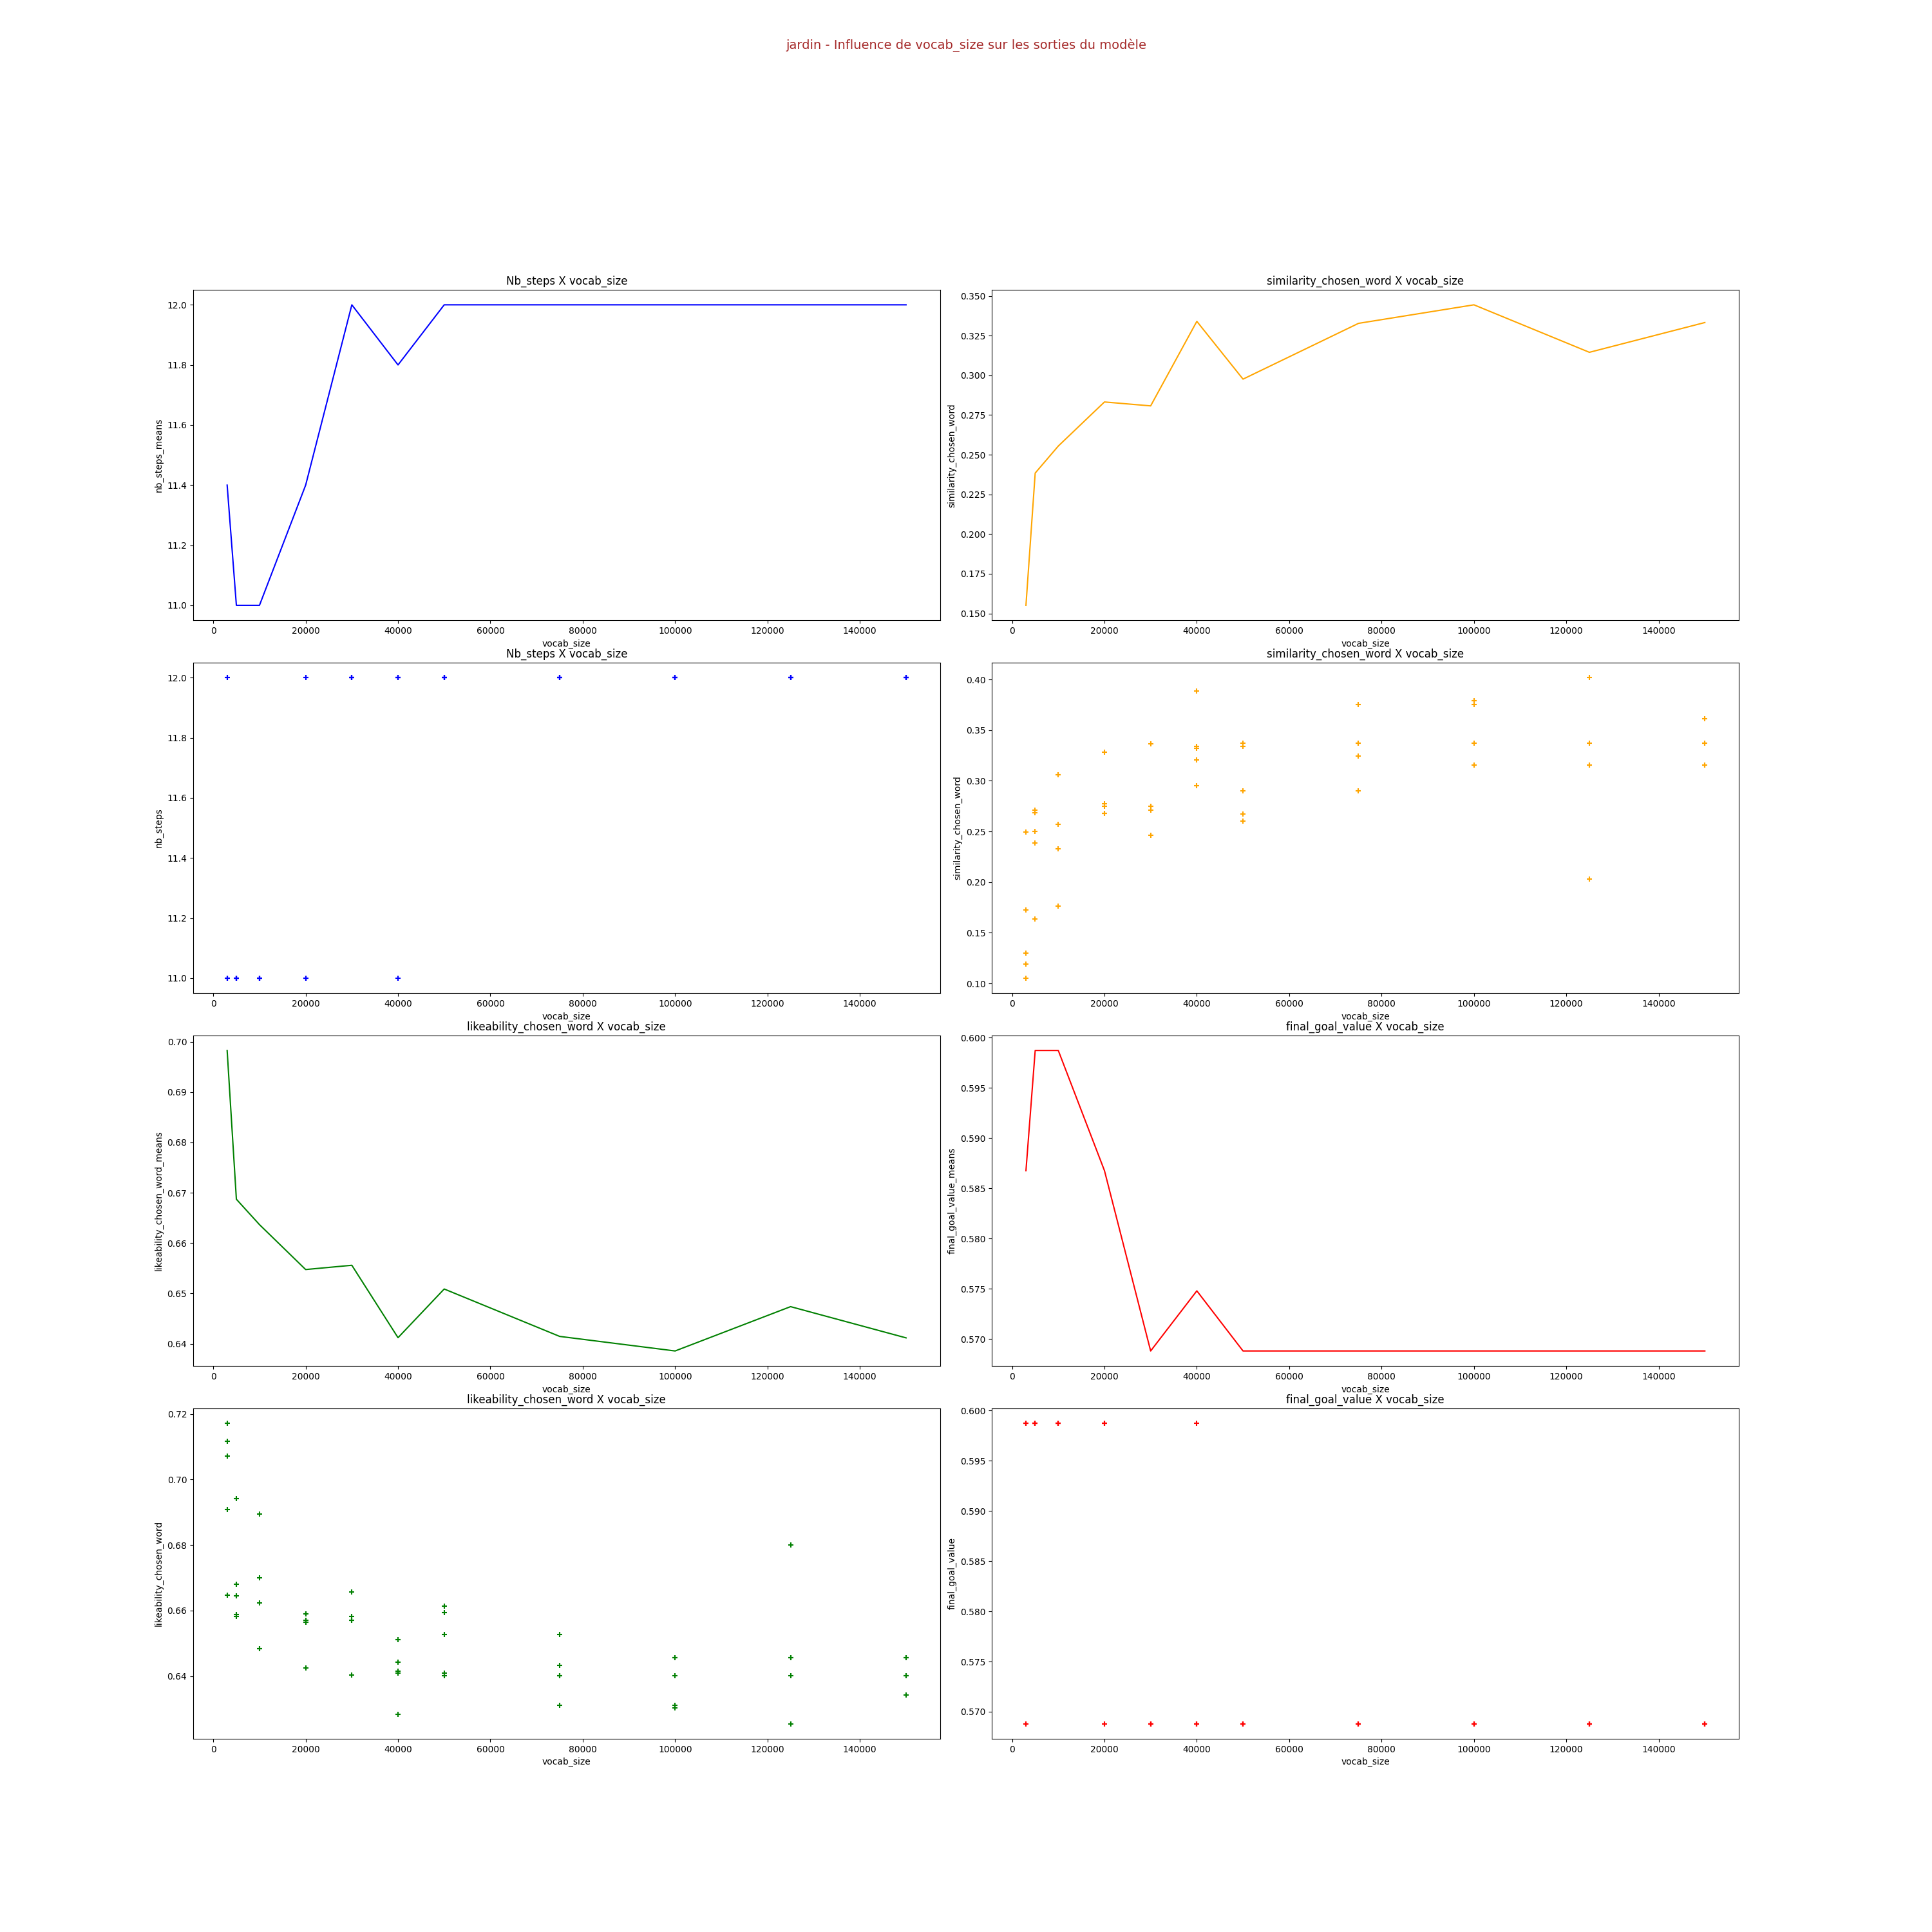 jardin - Influence de vocab_size sur les sorties du modèle
Nb_steps X vocab_size
12.0
11.8
11.6
11.4
11.2
11.0
nb_steps_means
0 20000 40000 60000 80000 100000 120000 140000
vocab_size
similarity_chosen_word X vocab_size
0.350
0.325
0.300
0.275
0.250
0.225
0.200
0.175
0.150
similarity_chosen_word
0 20000 40000 60000 80000 100000 120000 140000
vocab_size
Nb_steps X vocab_size
12.0
11.8
11.6
11.4
11.2
11.0
nb_steps
0 20000 40000 60000 80000 100000 120000 140000
vocab_size
similarity_chosen_word X vocab_size
0.40
0.35
0.30
0.25
0.20
0.15
0.10
similarity_chosen_word
0 20000 40000 60000 80000 100000 120000 140000
vocab_size
likeability_chosen_word X vocab_size
0.70
0.69
0.68
0.67
0.66
0.65
0.64
likeability_chosen_word_means
0 20000 40000 60000 80000 100000 120000 140000
vocab_size
final_goal_value X vocab_size
0.600
0.595
0.590
0.585
0.580
0.575
0.570
final_goal_value_means
0 20000 40000 60000 80000 100000 120000 140000
vocab_size
likeability_chosen_word X vocab_size
0.72
0.70
0.68
0.66
0.64
likeability_chosen_word
0 20000 40000 60000 80000 100000 120000 140000
vocab_size
final_goal_value X vocab_size
0.600
0.595
0.590
0.585
0.580
0.575
0.570
final_goal_value
0 20000 40000 60000 80000 100000 120000 140000
vocab_size